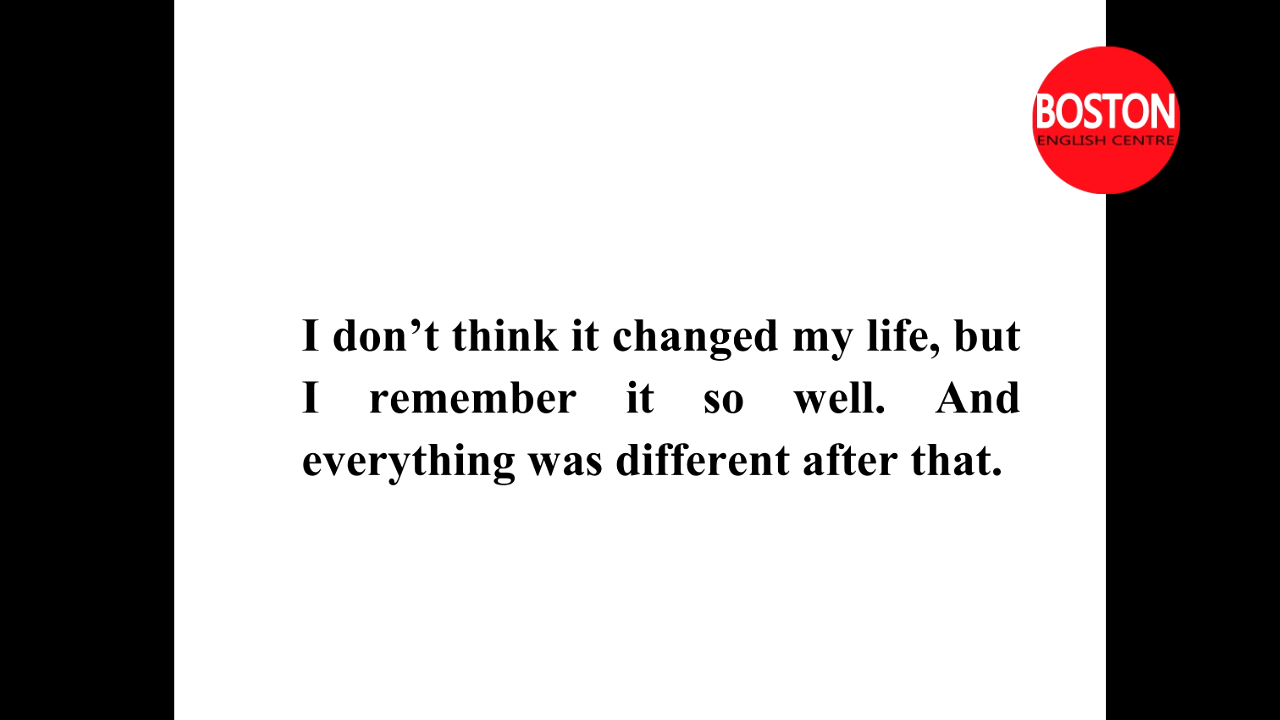 BOSTON
ENGLISH CENTRE
I don’t think it changed my life, but
I remember it so well. And
everything was different after that.